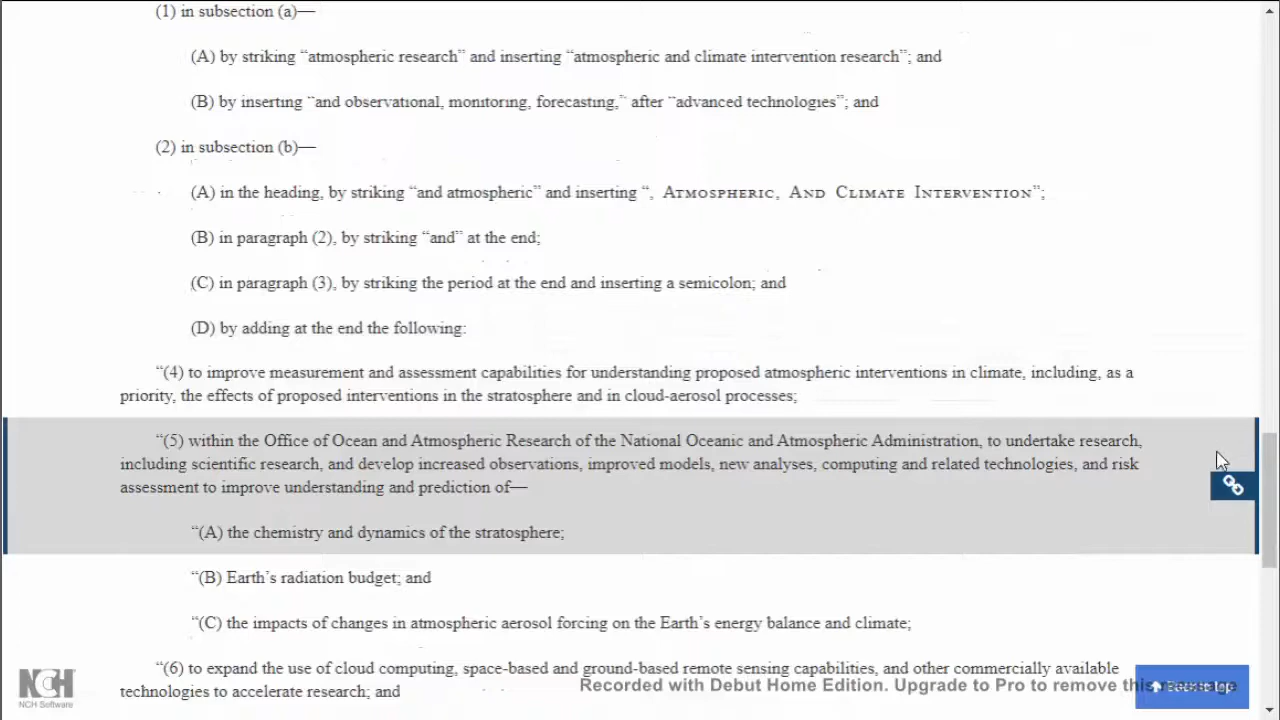 (1) in subsection (a)—
(A) by striking “atmospheric research” and inserting “atmospheric and climate intervention research”; and
(B) by inserting “and observational, monitoring, forecasting,” after “advanced technologies”; and
(2) in subsection (b)—
(A) in the heading, by striking “and atmospheric” and inserting “, Atmospheric, And Climate Intervention”;
(B) in paragraph (2), by striking “and” at the end;
(C) in paragraph (3), by striking the period at the end and inserting a semicolon; and
(D) by adding at the end the following:
“(4) to improve measurement and assessment capabilities for understanding proposed atmospheric interventions in climate, including, as a
priority, the effects of proposed interventions in the stratosphere and in cloud-aerosol processes;
“(5) within the Office of Ocean and Atmospheric Research of the National Oceanic and Atmospheric Administration, to undertake research,
including scientific research, and develop increased observations, improved models, new analyses, computing and related technologies, and risk
assessment to improve understanding and prediction of—
“(A) the chemistry and dynamics of the stratosphere;
“(B) Earth’s radiation budget; and
“(C) the impacts of changes in atmospheric aerosol forcing on the Earth’s energy balance and climate;
“(6) to expand the use of cloud computing, space-based and ground-based remote sensing capabilities, and other commercially available
technologies to accelerate research; and
NCH
NCH Software
Recorded with Debut Home Edition. Upgrade to Pro to remove this message